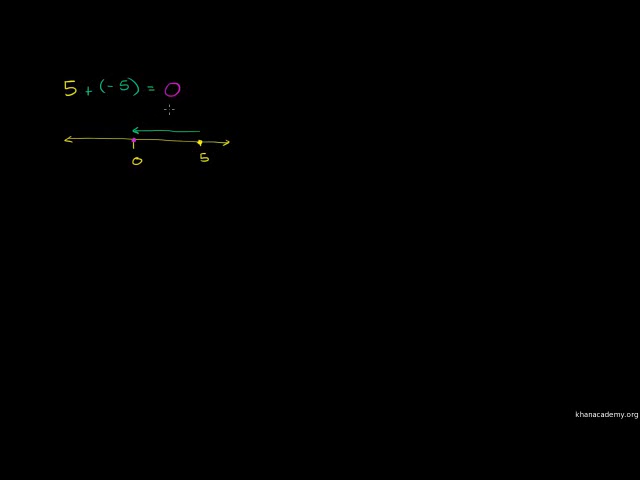 5 + (-5) = 0
0 5
khanacademy.org